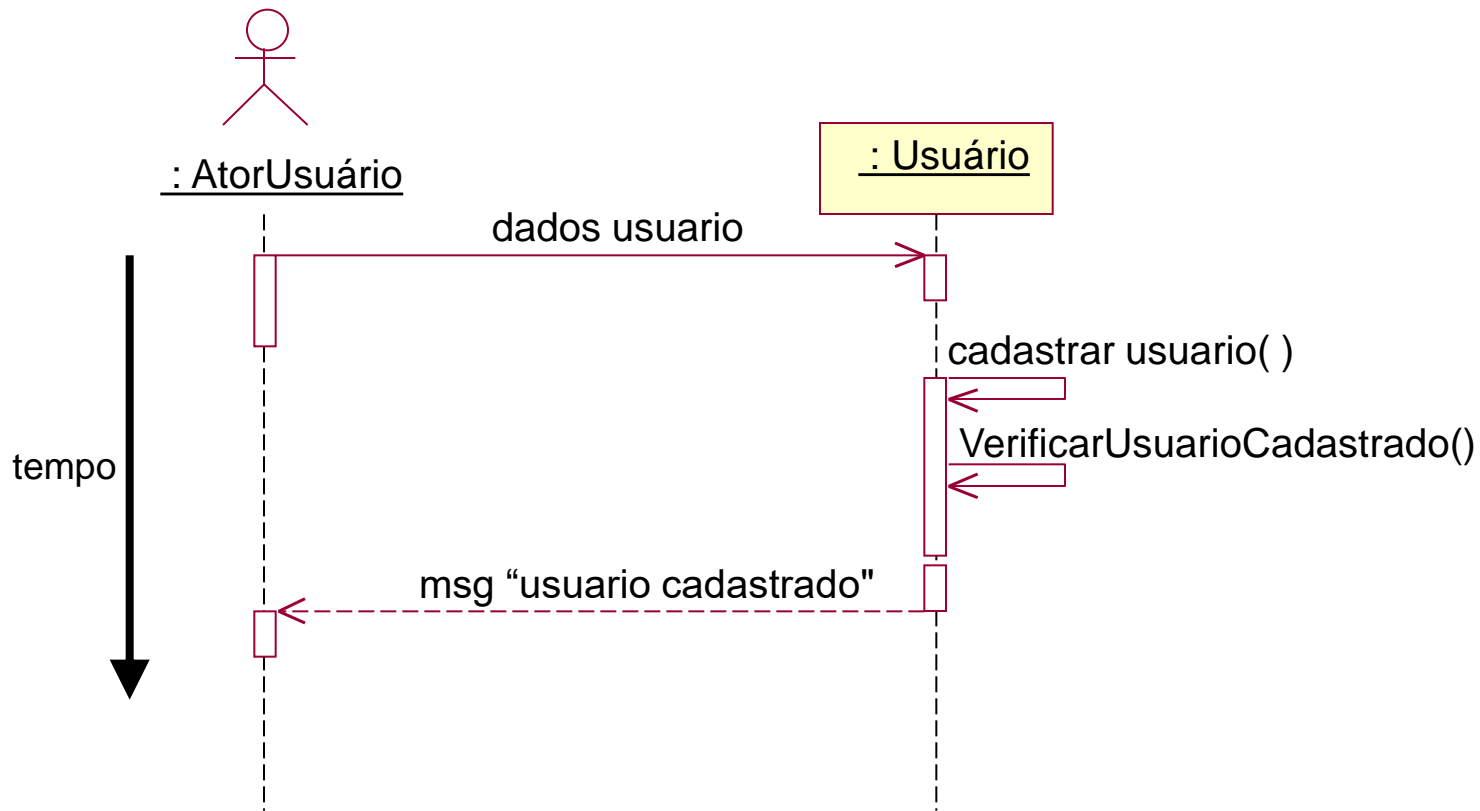 : AtorUsuário
: Usuário
dados usuario
cadastrar usuario( )
VerificarUsuarioCadastrado()
tempo
msg “usuario cadastrado"